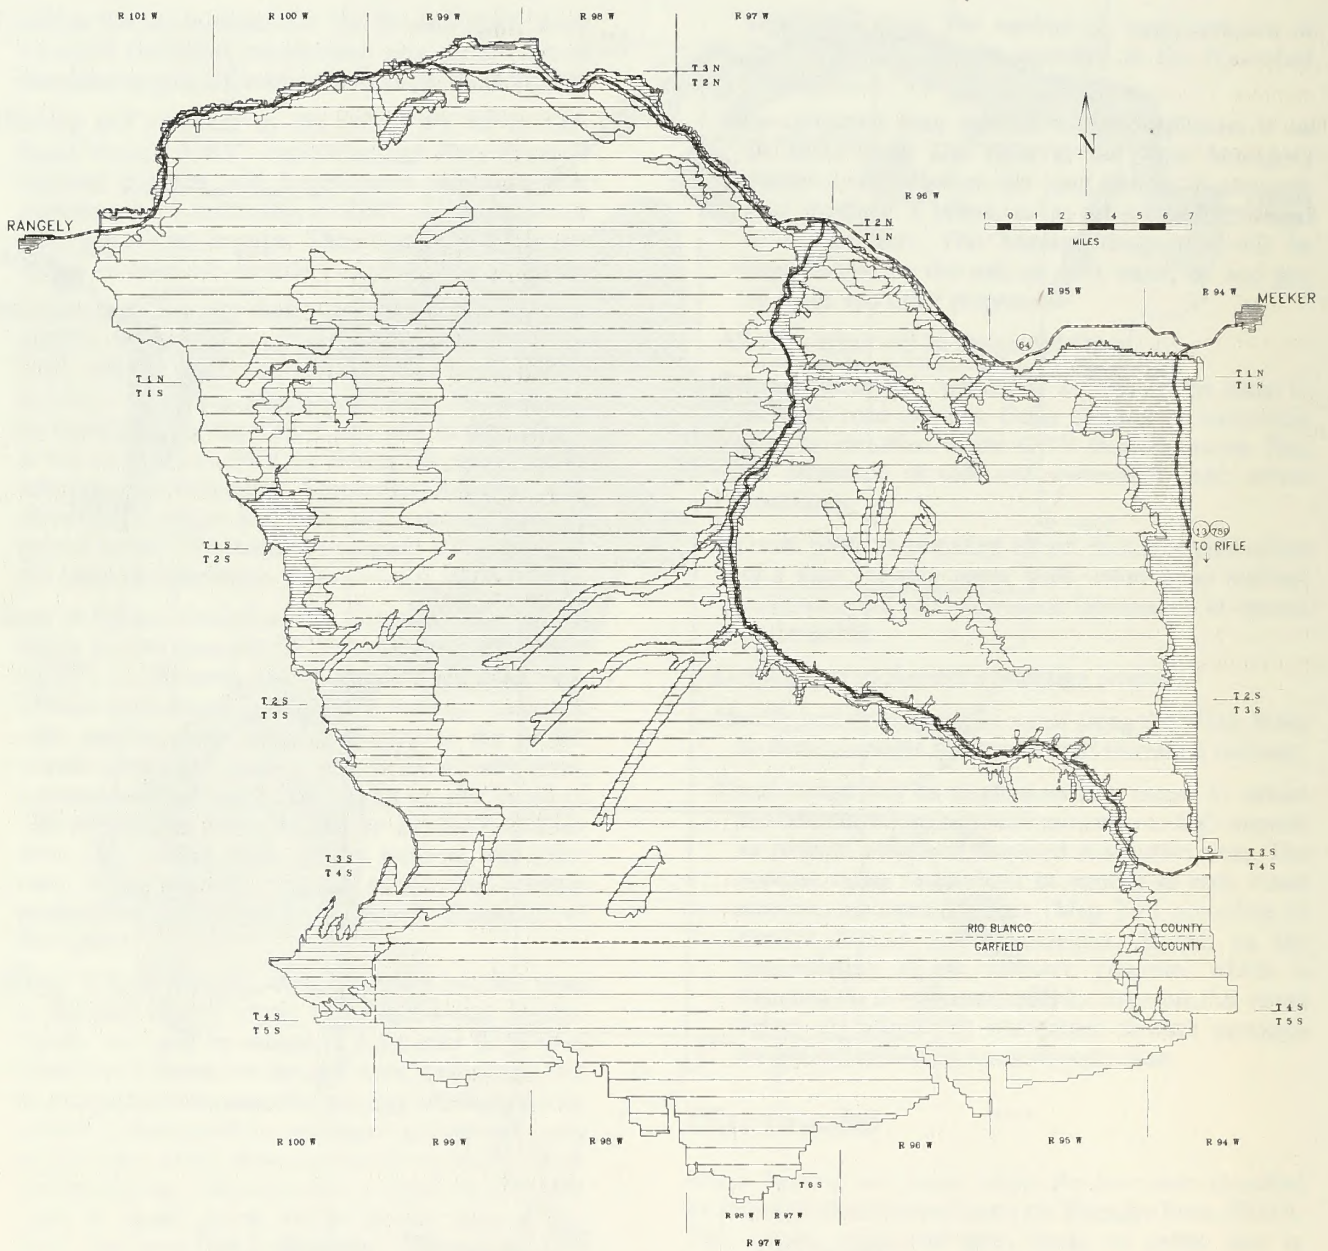 R 101 W R 100 W R 99 W R 98 W R 97 W
T 3 N
T 2 N
N
R 96 W
RANGELY
T 2 N
T 1 N
1 0 1 2 3 4 5 6 7
MILES
R 95 W R 94 W
MEEKER
64
T 1 N
T 1 S
T 1 N
T 1 S
13 789
TO RIFLE
T 1 S
T 2 S
T 2 S
T 3 S
T 2 S
T 3 S
5
T 3 S
T 4 S
T 3 S
T 4 S
RIO BLANCO COUNTY
GARFIELD COUNTY
T 4 S
T 5 S
T 4 S
T 5 S
R 100 W R 99 W R 98 W R 96 W R 95 W R 94 W
T 6 S
R 98 W R 97 W
R 97 W